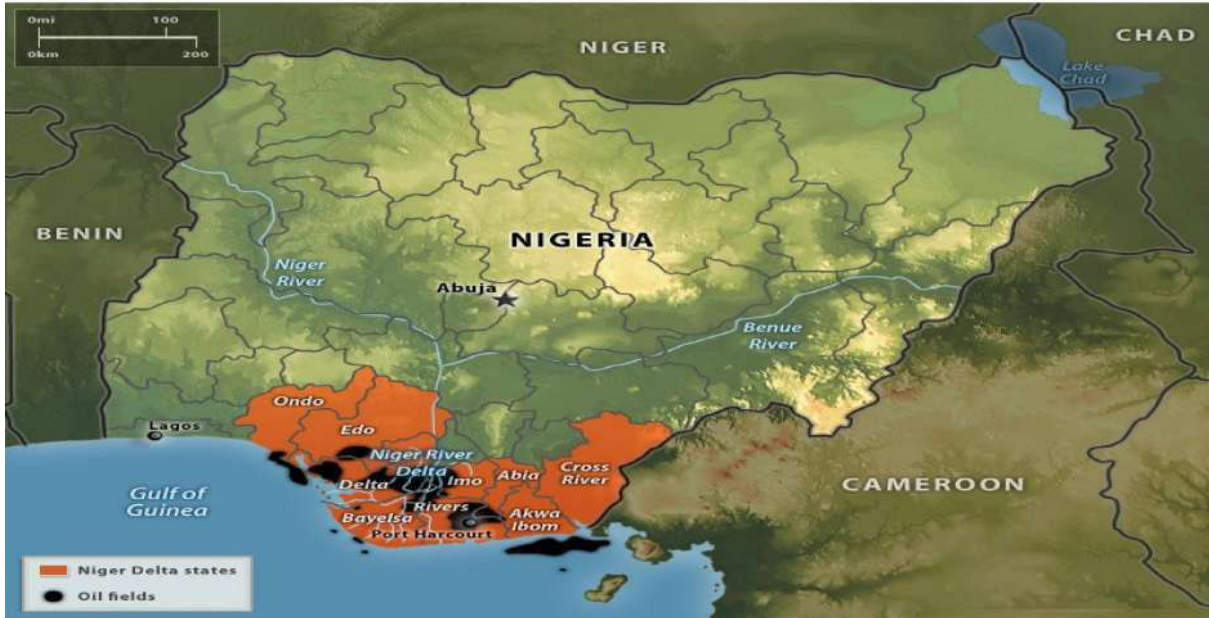 0mi 100
0km 200
NIGER
CHAD
Lake
Chad
BENIN
NIGERIA
Niger
River
Abuja
Benue
River
Ondo
Lagos
Edo
Niger River
Delta
Delta
Imo
Abia
Cross
River
Gulf of
Guinea
CAMEROON
Rivers
Bayelsa
Akwa
Ibom
Port Harcourt
Niger Delta states
Oil fields